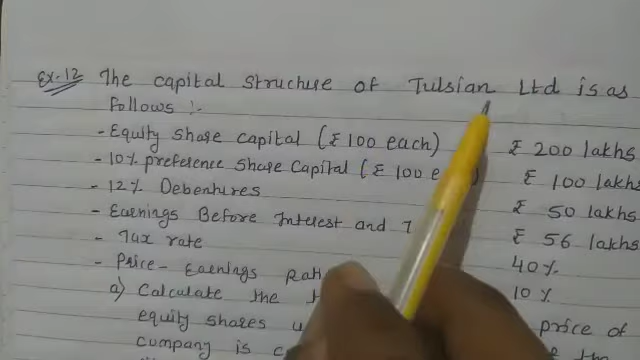 Ex.12 The capital structure of Tulsian Ltd is as
follows :-
- Equity share capital (₹ 100 each) ₹ 200 lakhs
- 10% preference share Capital (₹ 100 ₹ 100 lakhs
- 12% Debentures ₹ 50 lakhs
- Earnings Before Interest and ₹ 56 lakhs
- Tax rate 40%
- Price - Earnings 10%
a) Calculate the
equity shares price of
company is